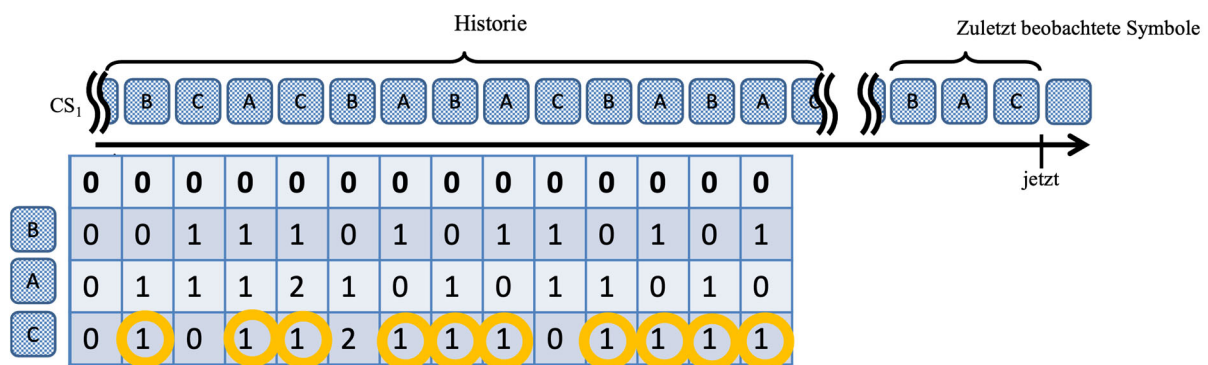 Historie
Zuletzt beobachtete Symbole
CS1 B C A C B A B A C B A B A C B A C
jetzt
0 0 0 0 0 0 0 0 0 0 0 0 0 0
B 0 0 1 1 1 0 1 0 1 1 0 1 0 1
A 0 1 1 1 2 1 0 1 0 1 1 0 1 0
C 0 1 0 1 1 2 1 1 1 0 1 1 1 1